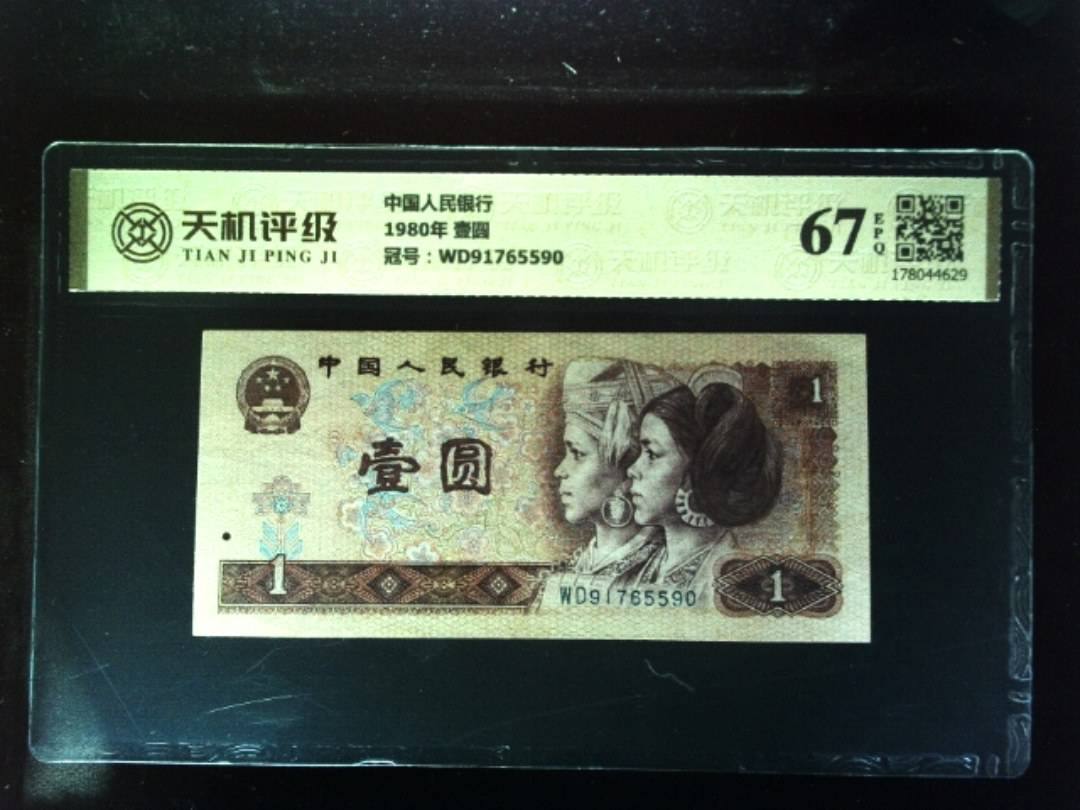 天机评级
TIAN JI PING JI
中国人民银行
1980年 壹圆
冠号：WD91765590
67
EPQ
178044629
中国人民银行
1
壹圆
1
WD91765590
1